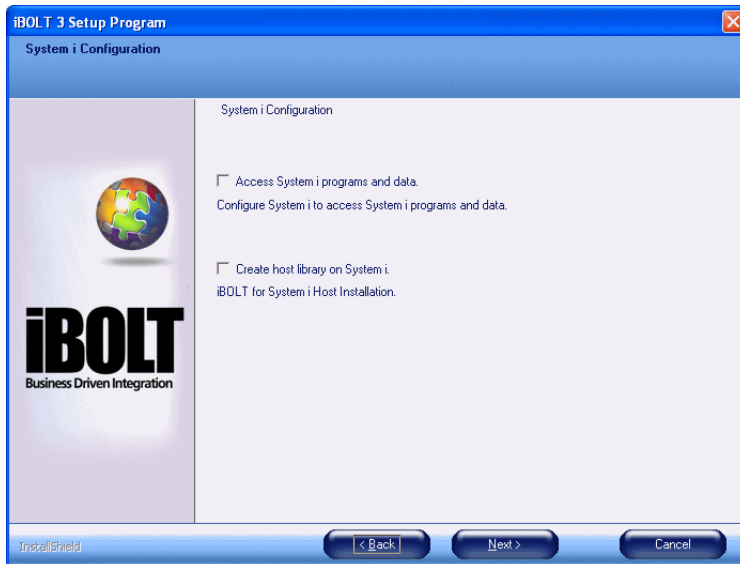 iBOLT 3 Setup Program
System i Configuration
System i Configuration
Access System i programs and data.
Configure System i to access System i programs and data.
Create host library on System i.
iBOLT for System i Host Installation.
iBOLT
Business Driven Integration
InstallShield
< Back
Next >
Cancel